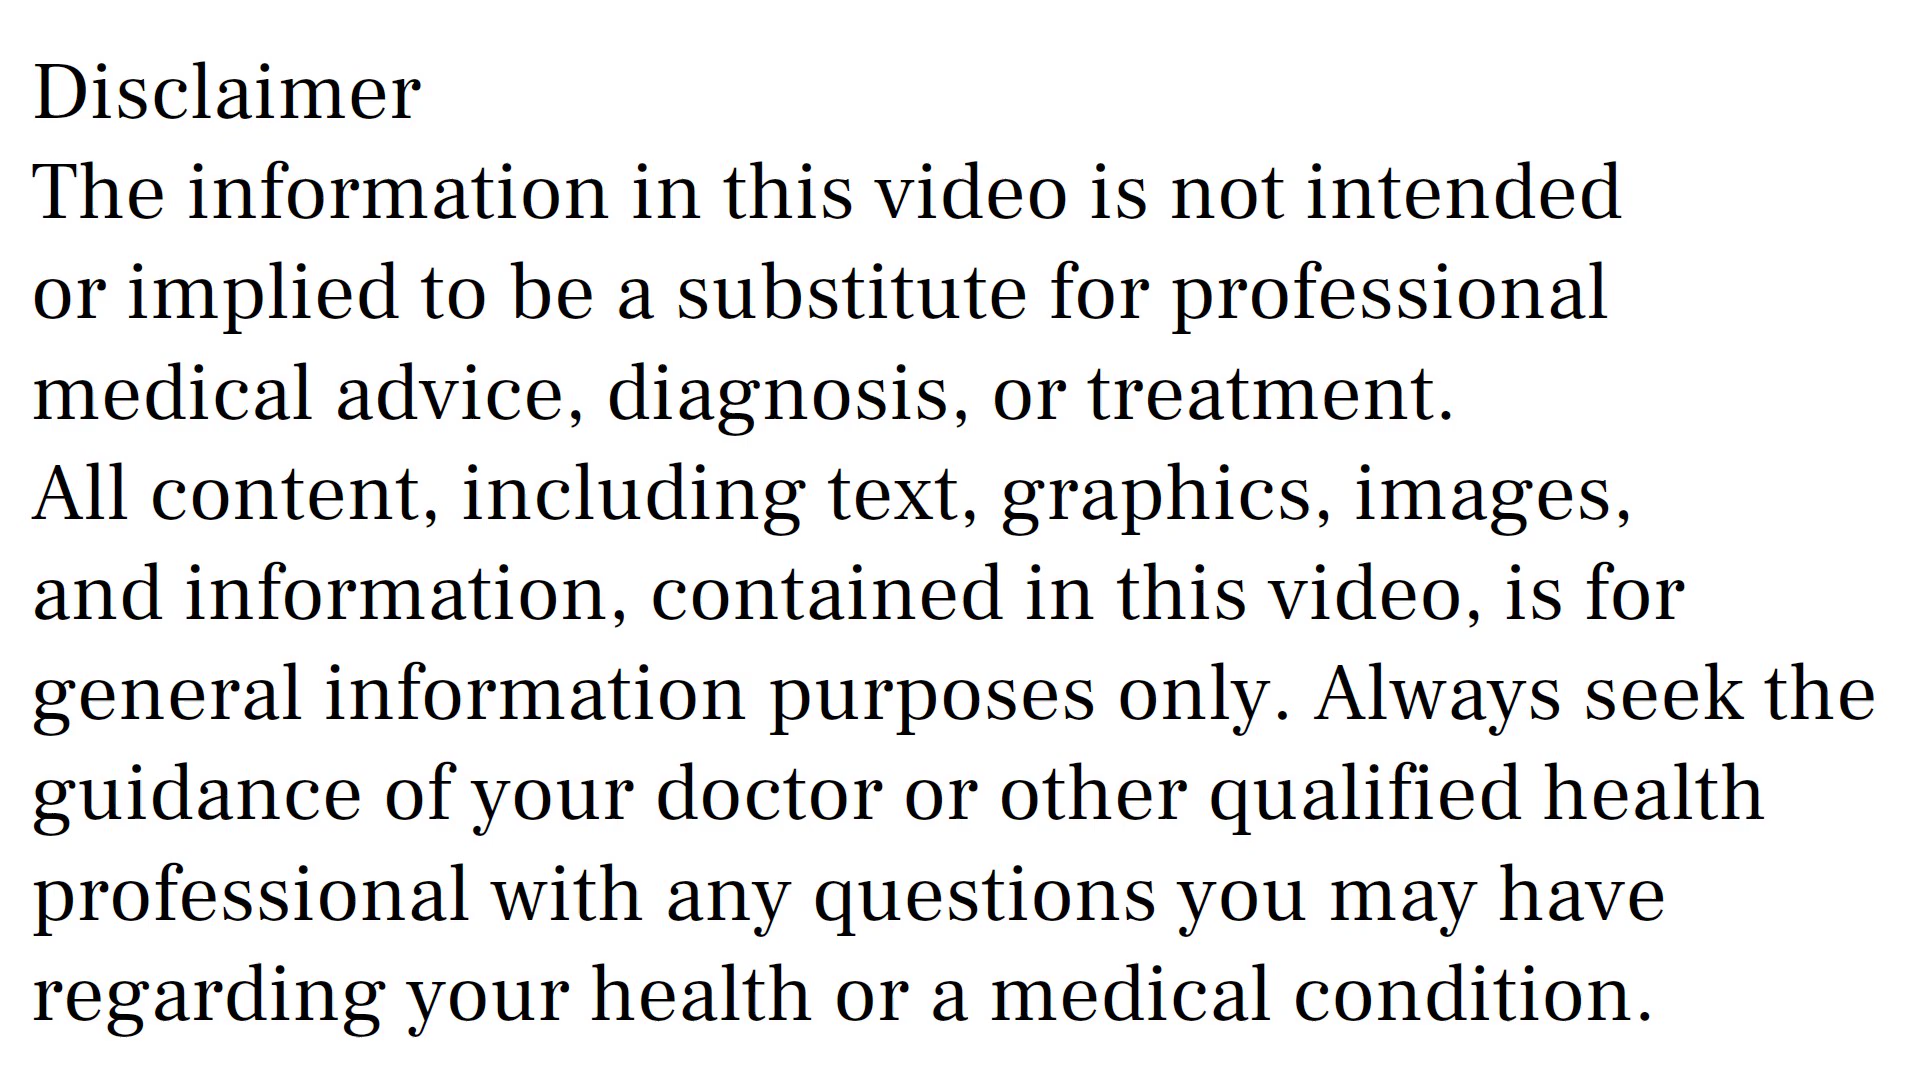 Disclaimer
The information in this video is not intended
or implied to be a substitute for professional
medical advice, diagnosis, or treatment.
All content, including text, graphics, images,
and information, contained in this video, is for
general information purposes only. Always seek the
guidance of your doctor or other qualified health
professional with any questions you may have
regarding your health or a medical condition.